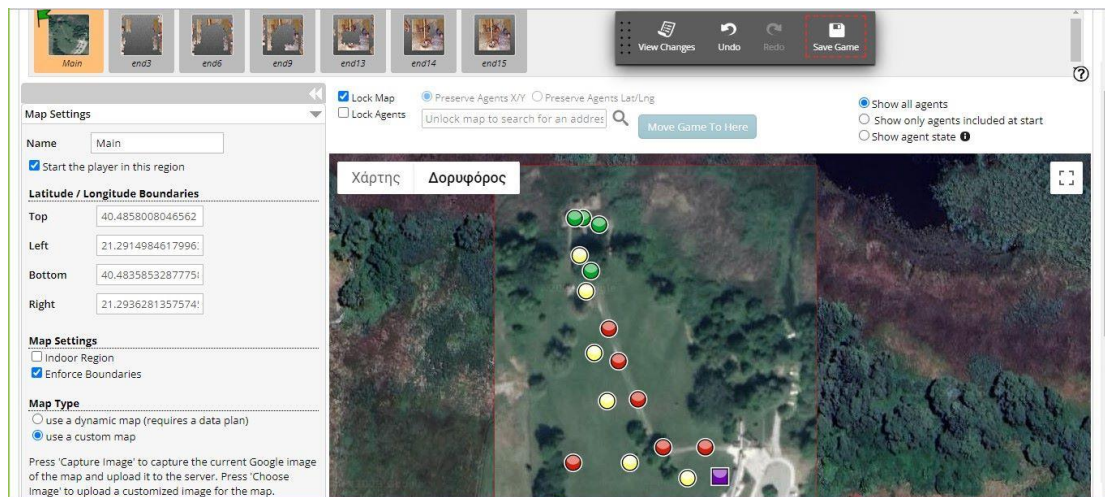 Main
end3
end6
end9
end13
end14
end15
View Changes
Undo
Redo
Save Game
Map Settings
Name
Main
Start the player in this region
Latitude / Longitude Boundaries
Top
40.4858008046562
Left
21.2914984617996
Bottom
40.483585328775
Right
21.2936281357574
Map Settings
Indoor Region
Enforce Boundaries
Map Type
use a dynamic map (requires a data plan)
use a custom map
Press 'Capture Image' to capture the current Google image
of the map and upload it to the server. Press 'Choose
Image' to upload a customized image for the map.
Lock Map
Preserve Agents X/Y
Preserve Agents Lat/Lng
Lock Agents
Unlock map to search for an addres
Move Game To Here
Show all agents
Show only agents included at start
Show agent state
Χάρτης
Δορυφόρος